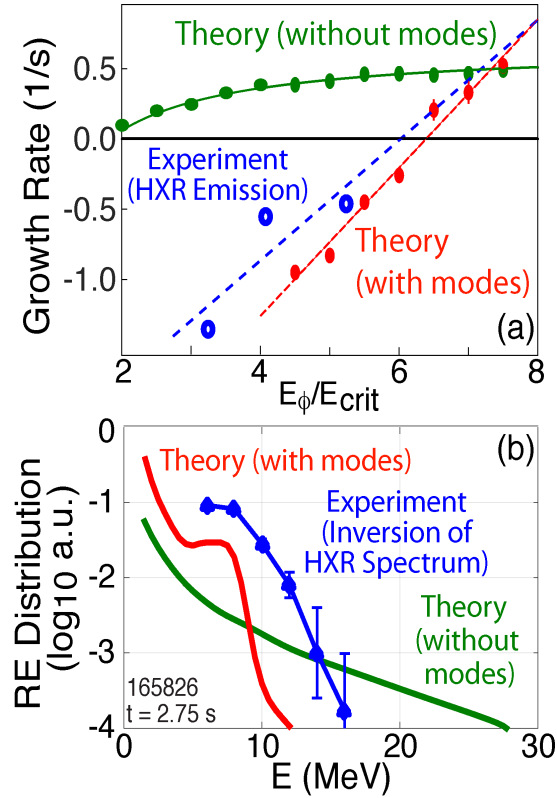 Theory (without modes)
Growth Rate (1/s)
0.5
0.0
-0.5
-1.0
Experiment
(HXR Emission)
Theory
(with modes)
(a)
2
4
6
8
Eϕ/Ecrit
RE Distribution
(log10 a.u.)
0
-1
-2
-3
-4
(b)
Theory (with modes)
Experiment
(Inversion of
HXR Spectrum)
Theory
(without
modes)
165826
t = 2.75 s
0
10
20
30
E (MeV)